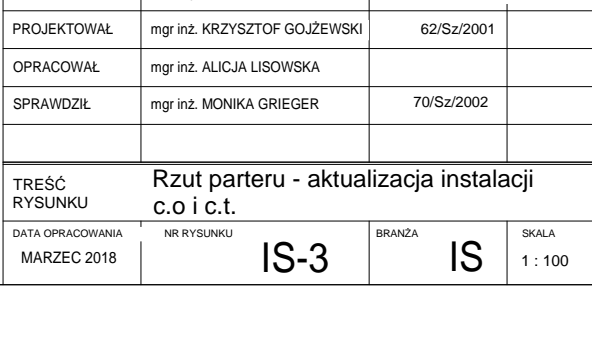 PROJEKTOWAŁ mgr inż. KRZYSZTOF GOJŻEWSKI 62/Sz/2001
OPRACOWAŁ mgr inż. ALICJA LISOWSKA
SPRAWDZIŁ mgr inż. MONIKA GRIEGER 70/Sz/2002
TREŚĆ
RYSUNKU
Rzut parteru - aktualizacja instalacji
c.o i c.t.
DATA OPRACOWANIA NR RYSUNKU BRANŻA SKALA
MARZEC 2018 IS-3 IS 1 : 100